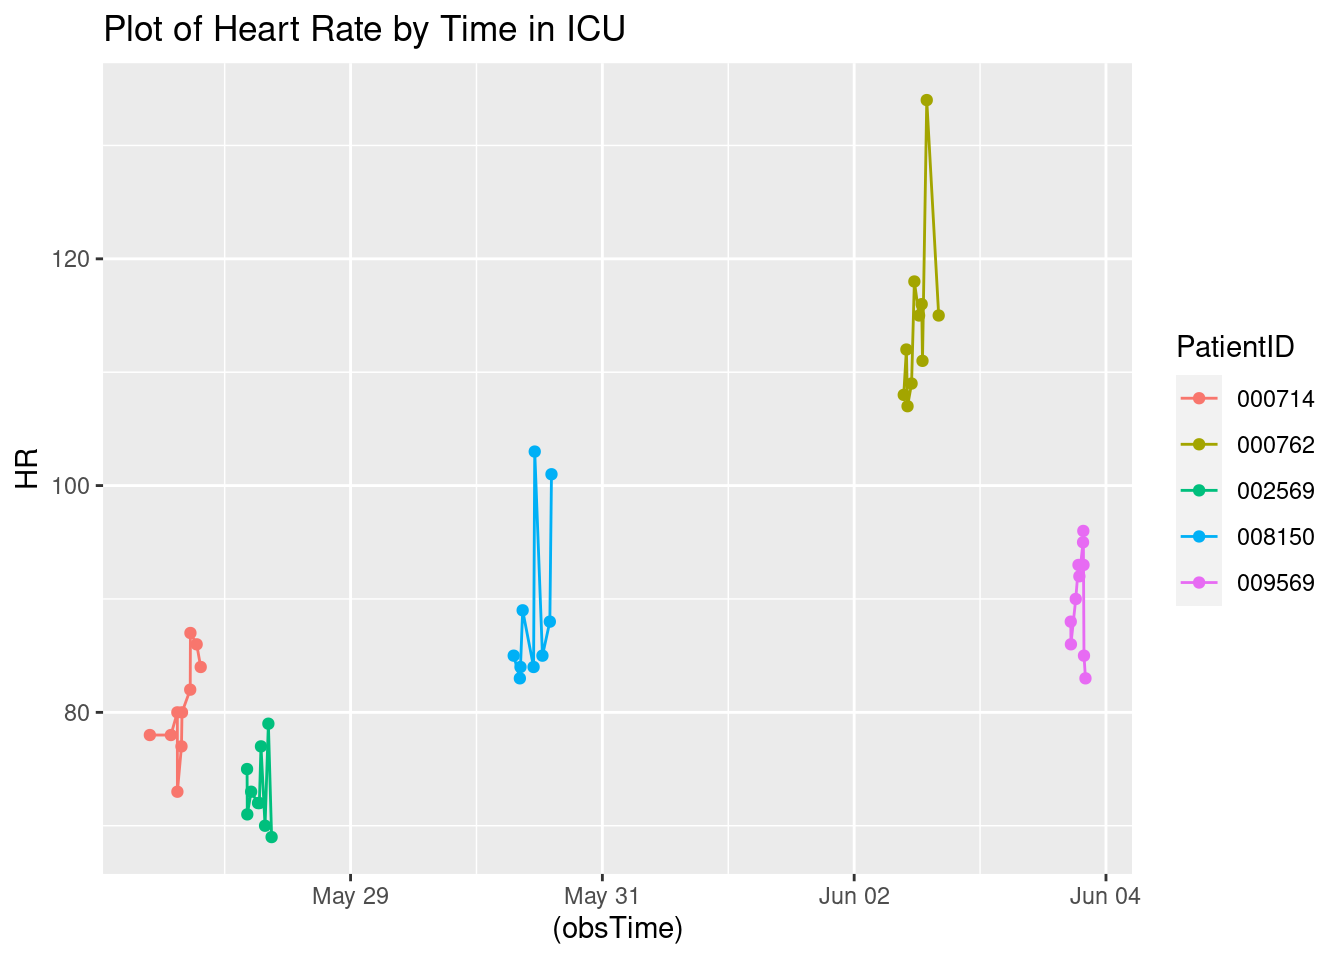 Plot of Heart Rate by Time in ICU
120
100
80
HR
May 29
May 31
Jun 02
Jun 04
(obsTime)
PatientID
000714
000762
002569
008150
009569